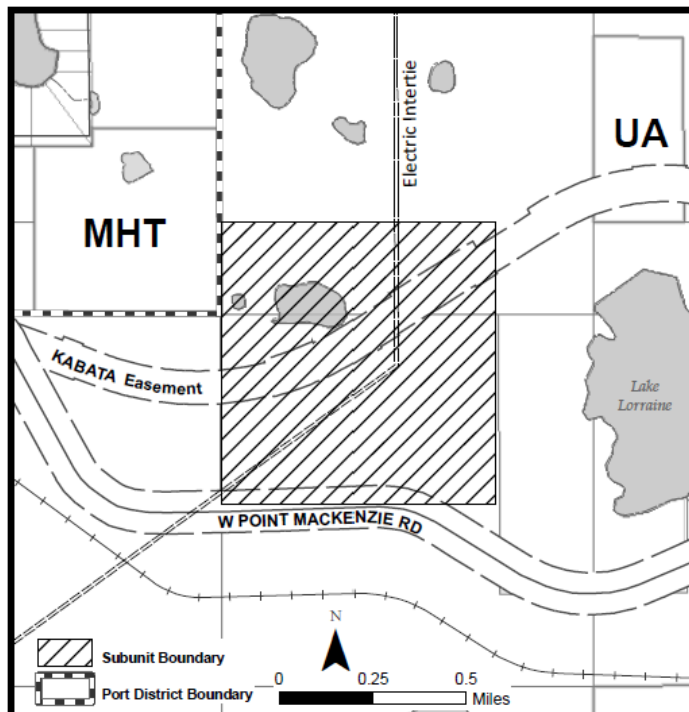 Electric Intertie
UA
MHT
KABATA Easement
Lake
Lorraine
W POINT MACKENZIE RD
N
Subunit Boundary
Port District Boundary
0 0.25 0.5
Miles